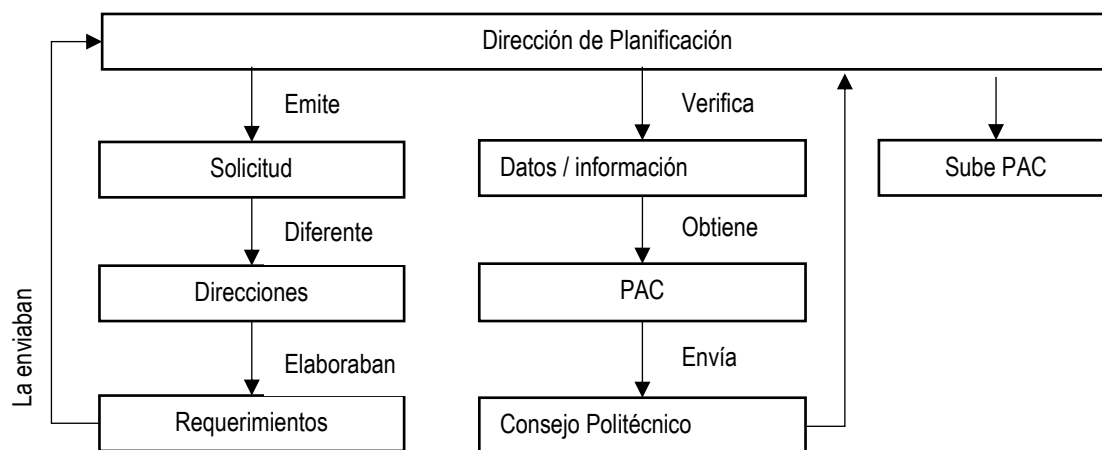 Dirección de Planificación
Emite
Verifica
Solicitud
Datos / información
Sube PAC
Diferente
Obtiene
Direcciones
PAC
La enviaban
Elaboraban
Envía
Requerimientos
Consejo Politécnico